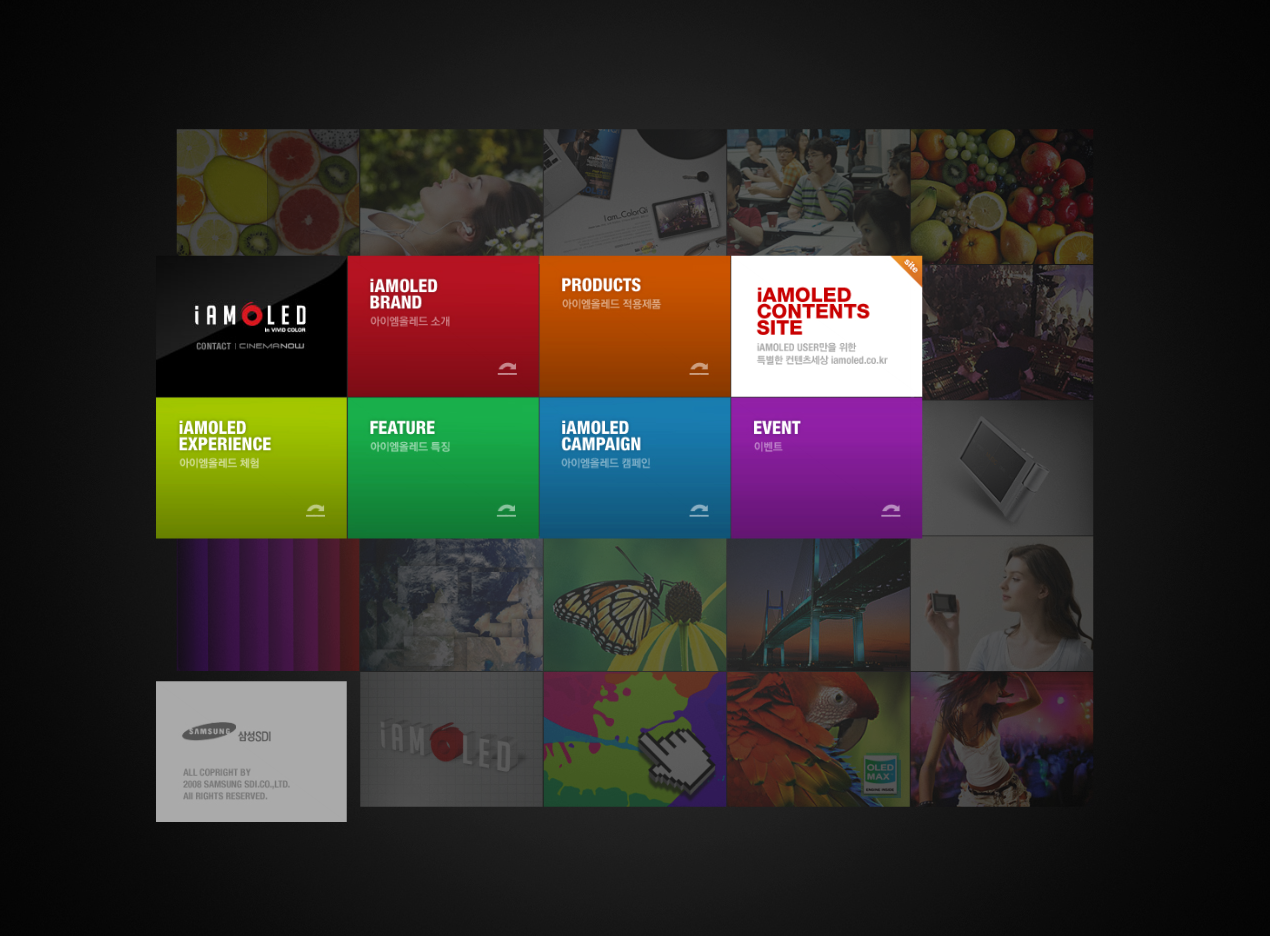 I am_ColorQs
iAMOLED
in VIVID COLOR
CONTACT | CINEMANOW
iAMOLED
BRAND
아이엠올레드 소개
PRODUCTS
아이엠올레드 적용제품
site
iAMOLED
CONTENTS
SITE
iAMOLED USER만을 위한
특별한 컨텐츠세상 iamoled.co.kr
iAMOLED
EXPERIENCE
아이엠올레드 체험
FEATURE
아이엠올레드 특징
iAMOLED
CAMPAIGN
아이엠올레드 캠페인
EVENT
이벤트
SAMSUNG 삼성SDI
ALL COPRIGHT BY
2008 SAMSUNG SDI.CO.,LTD.
All RIGHTS RESERVED.
iAMOLED
OLED
MAX